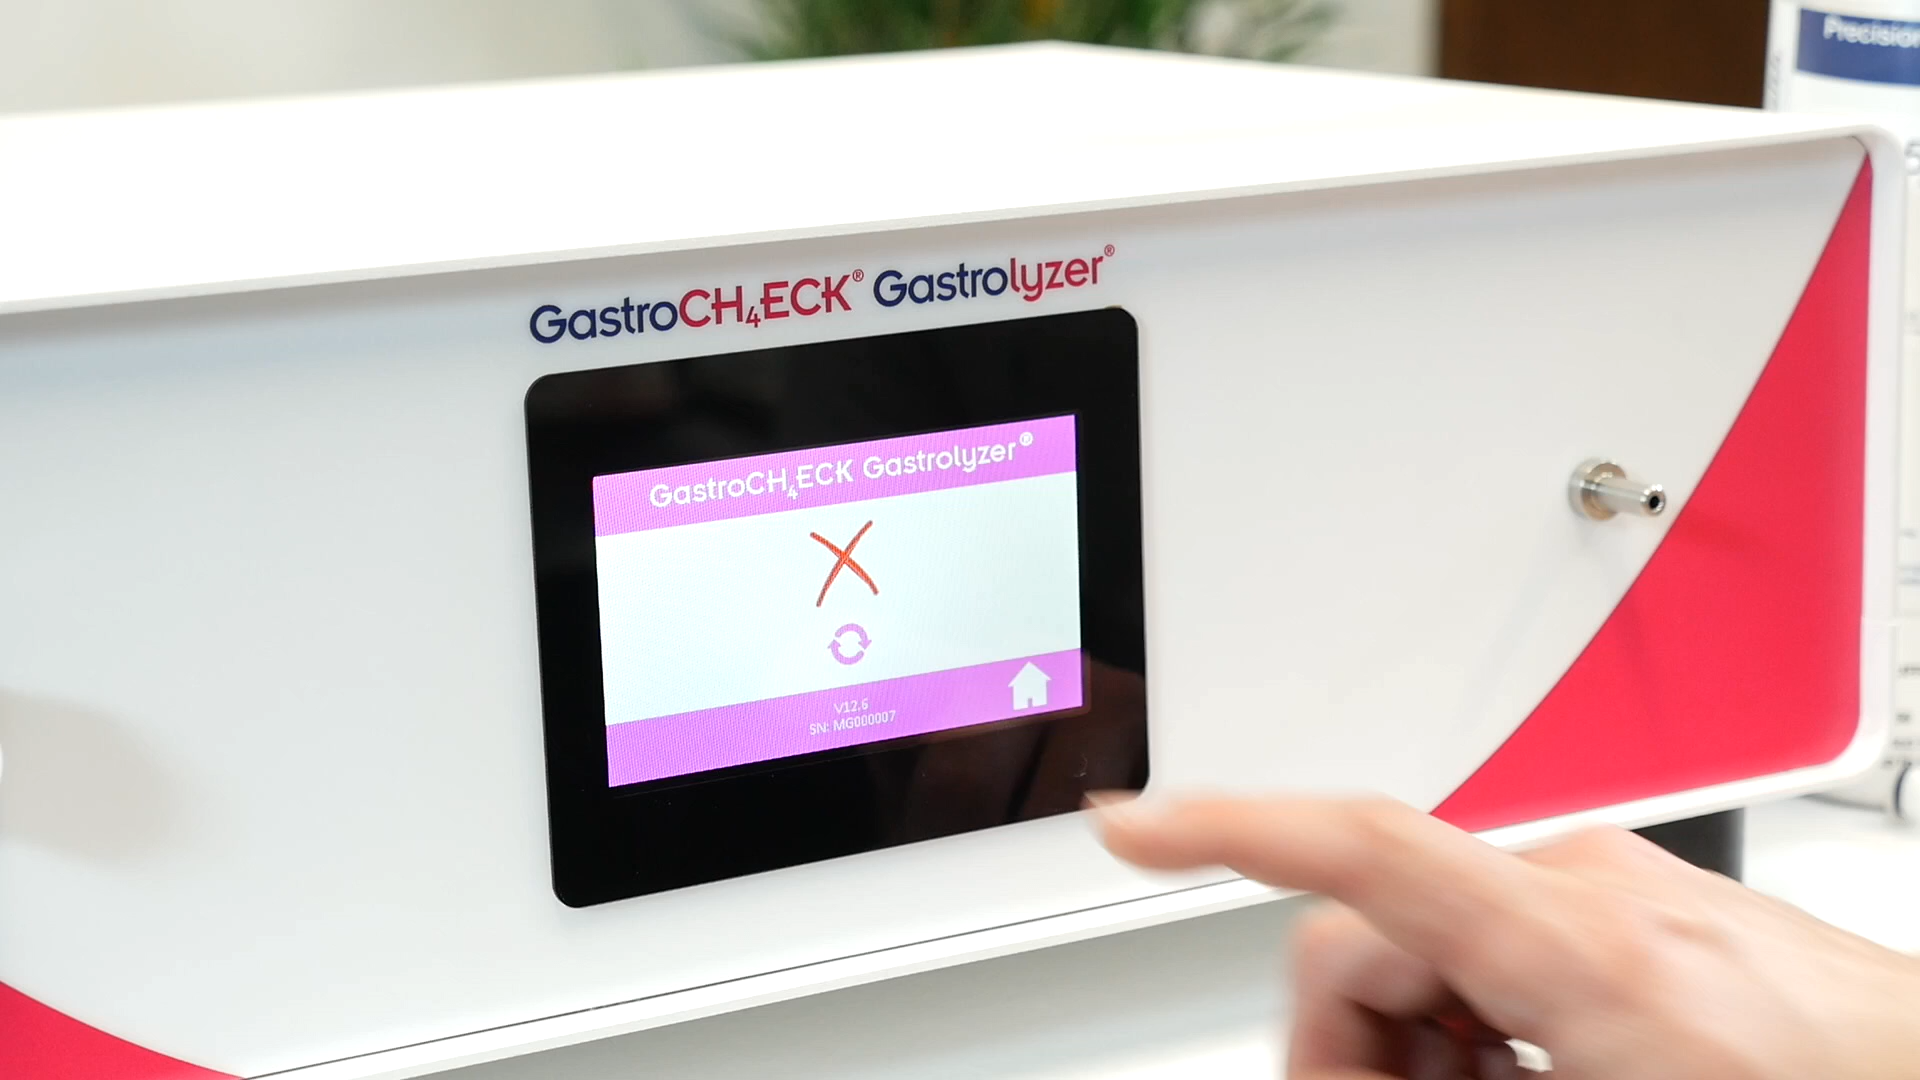 Precision
GastroCH₄ECK® Gastrolyzer®
GastroCH₄ECK Gastrolyzer®
V12.6
SN: MG000007